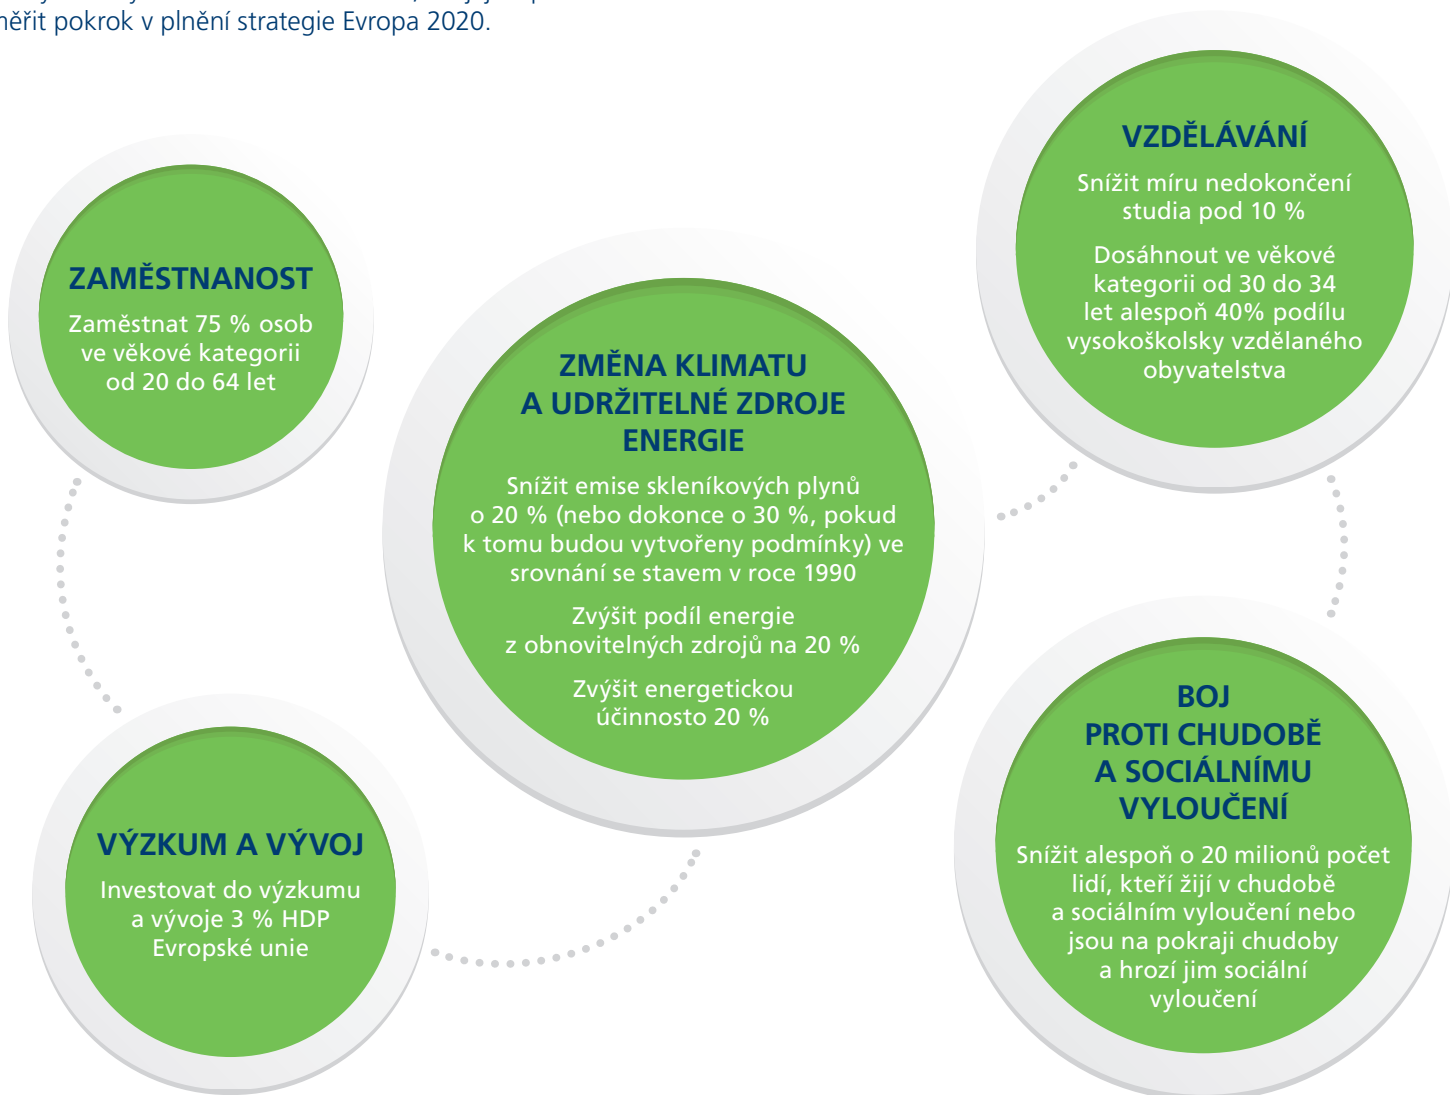 měřit pokrok v plnění strategie Evropa 2020.
ZAMĚSTNANOST
Zaměstnat 75 % osob
ve věkové kategorii
od 20 do 64 let
VÝZKUM A VÝVOJ
Investovat do výzkumu
a vývoje 3 % HDP
Evropské unie
ZMĚNA KLIMATU
A UDRŽITELNÉ ZDROJE
ENERGIE
Snížit emise skleníkových plynů
o 20 % (nebo dokonce o 30 %, pokud
k tomu budou vytvořeny podmínky) ve
srovnání se stavem v roce 1990
Zvýšit podíl energie
z obnovitelných zdrojů na 20 %
Zvýšit energetickou
účinnosto 20 %
VZDĚLÁVÁNÍ
Snížit míru nedokončení
studia pod 10 %
Dosáhnout ve věkové
kategorii od 30 do 34
let alespoň 40% podílu
vysokoškolsky vzdělaného
obyvatelstva
BOJ
PROTI CHUDOBĚ
A SOCIÁLNÍMU
VYLOUČENÍ
Snížit alespoň o 20 milionů počet
lidí, kteří žijí v chudobě
a sociálním vyloučení nebo
jsou na pokraji chudoby
a hrozí jim sociální
vyloučení